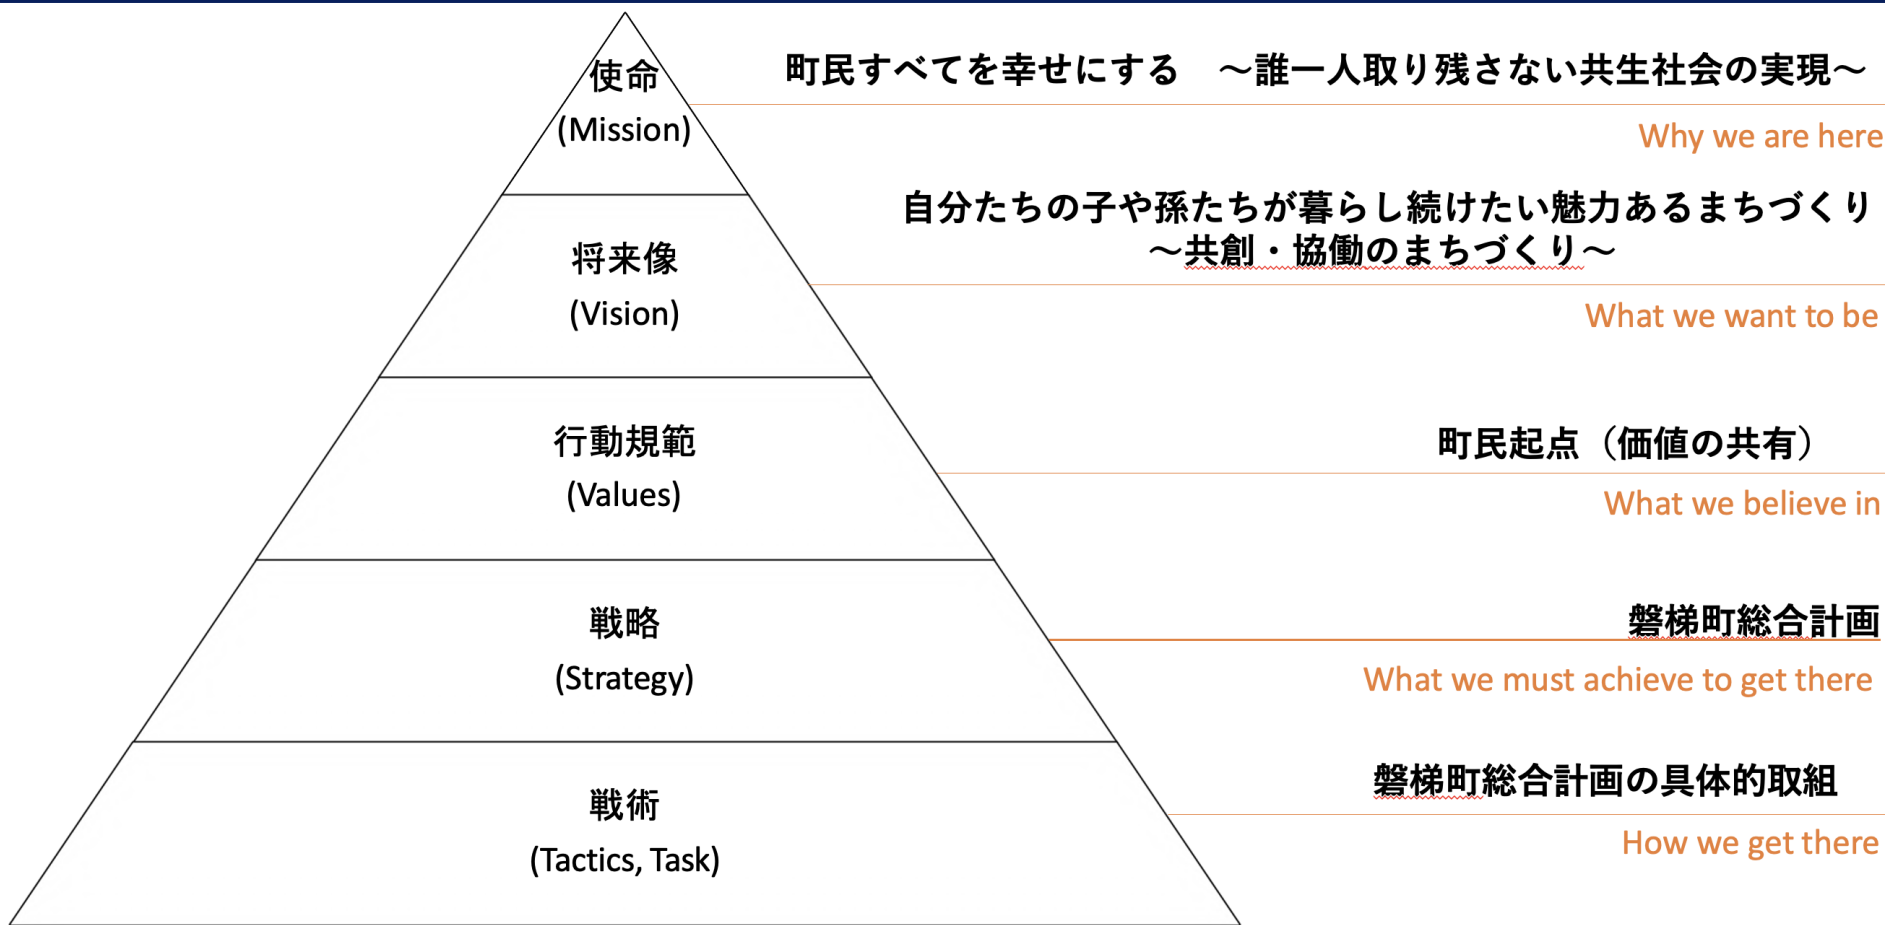 使命
(Mission)
町民すべてを幸せにする　～誰一人取り残さない共生社会の実現～
Why we are here
将来像
(Vision)
自分たちの子や孫たちが暮らし続けたい魅力あるまちづくり
～共創・協働のまちづくり～
What we want to be
行動規範
(Values)
町民起点（価値の共有）
What we believe in
戦略
(Strategy)
磐梯町総合計画
What we must achieve to get there
戦術
(Tactics, Task)
磐梯町総合計画の具体的取組
How we get there